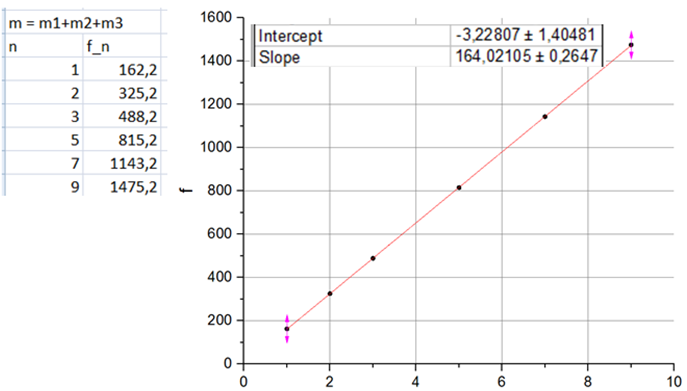 m = m1+m2+m3
n f_n
1 162,2
2 325,2
3 488,2
5 815,2
7 1143,2
9 1475,2
Intercept -3,22807 ± 1,40481
Slope 164,02105 ± 0,2647
1600
1400
1200
1000
800
600
400
200
0
f
0 2 4 6 8 10